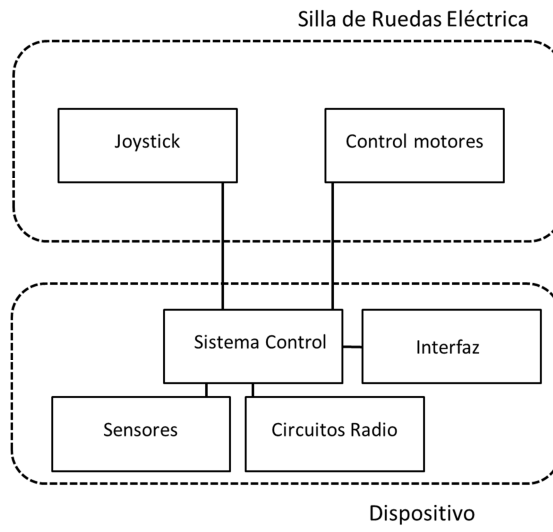 Silla de Ruedas Eléctrica
Joystick
Control motores
Sistema Control
Interfaz
Sensores
Circuitos Radio
Dispositivo